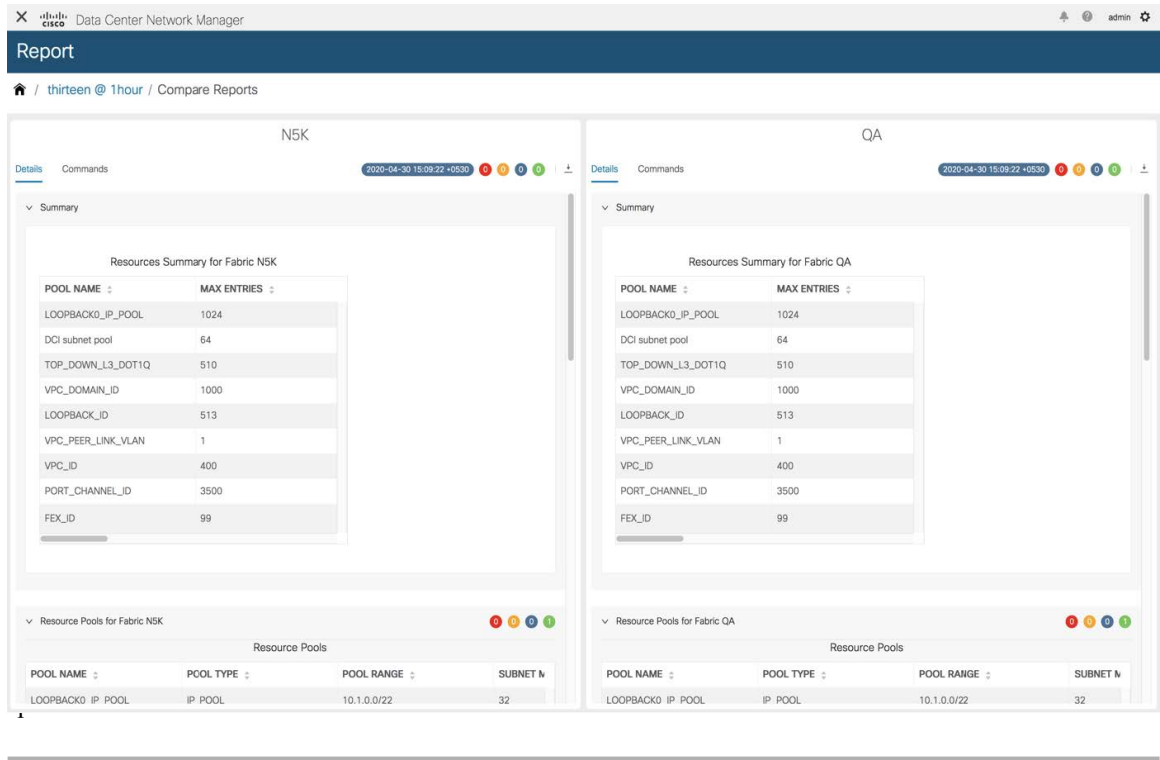 CISCO Data Center Network Manager admin
Report
/ thirteen @ 1hour / Compare Reports
N5K
Details Commands 2020-04-30 15:09:22 +0530 0 0 0 0
Summary
Resources Summary for Fabric N5K
POOL NAME MAX ENTRIES
LOOPBACK0_IP_POOL 1024
DCI subnet pool 64
TOP_DOWN_L3_DOT1Q 510
VPC_DOMAIN_ID 1000
LOOPBACK_ID 513
VPC_PEER_LINK_VLAN 1
VPC_ID 400
PORT_CHANNEL_ID 3500
FEX_ID 99
Resource Pools for Fabric N5K 0 0 0 1
Resource Pools
POOL NAME POOL TYPE POOL RANGE SUBNET
LOOPBACK0_IP_POOL IP_POOL 10.1.0.0/22 32
QA
Details Commands 2020-04-30 15:09:22 +0530 0 0 0 0
Summary
Resources Summary for Fabric QA
POOL NAME MAX ENTRIES
LOOPBACK0_IP_POOL 1024
DCI subnet pool 64
TOP_DOWN_L3_DOT1Q 510
VPC_DOMAIN_ID 1000
LOOPBACK_ID 513
VPC_PEER_LINK_VLAN 1
VPC_ID 400
PORT_CHANNEL_ID 3500
FEX_ID 99
Resource Pools for Fabric QA 0 0 0 1
Resource Pools
POOL NAME POOL TYPE POOL RANGE SUBNET
LOOPBACK0_IP_POOL IP_POOL 10.1.0.0/22 32